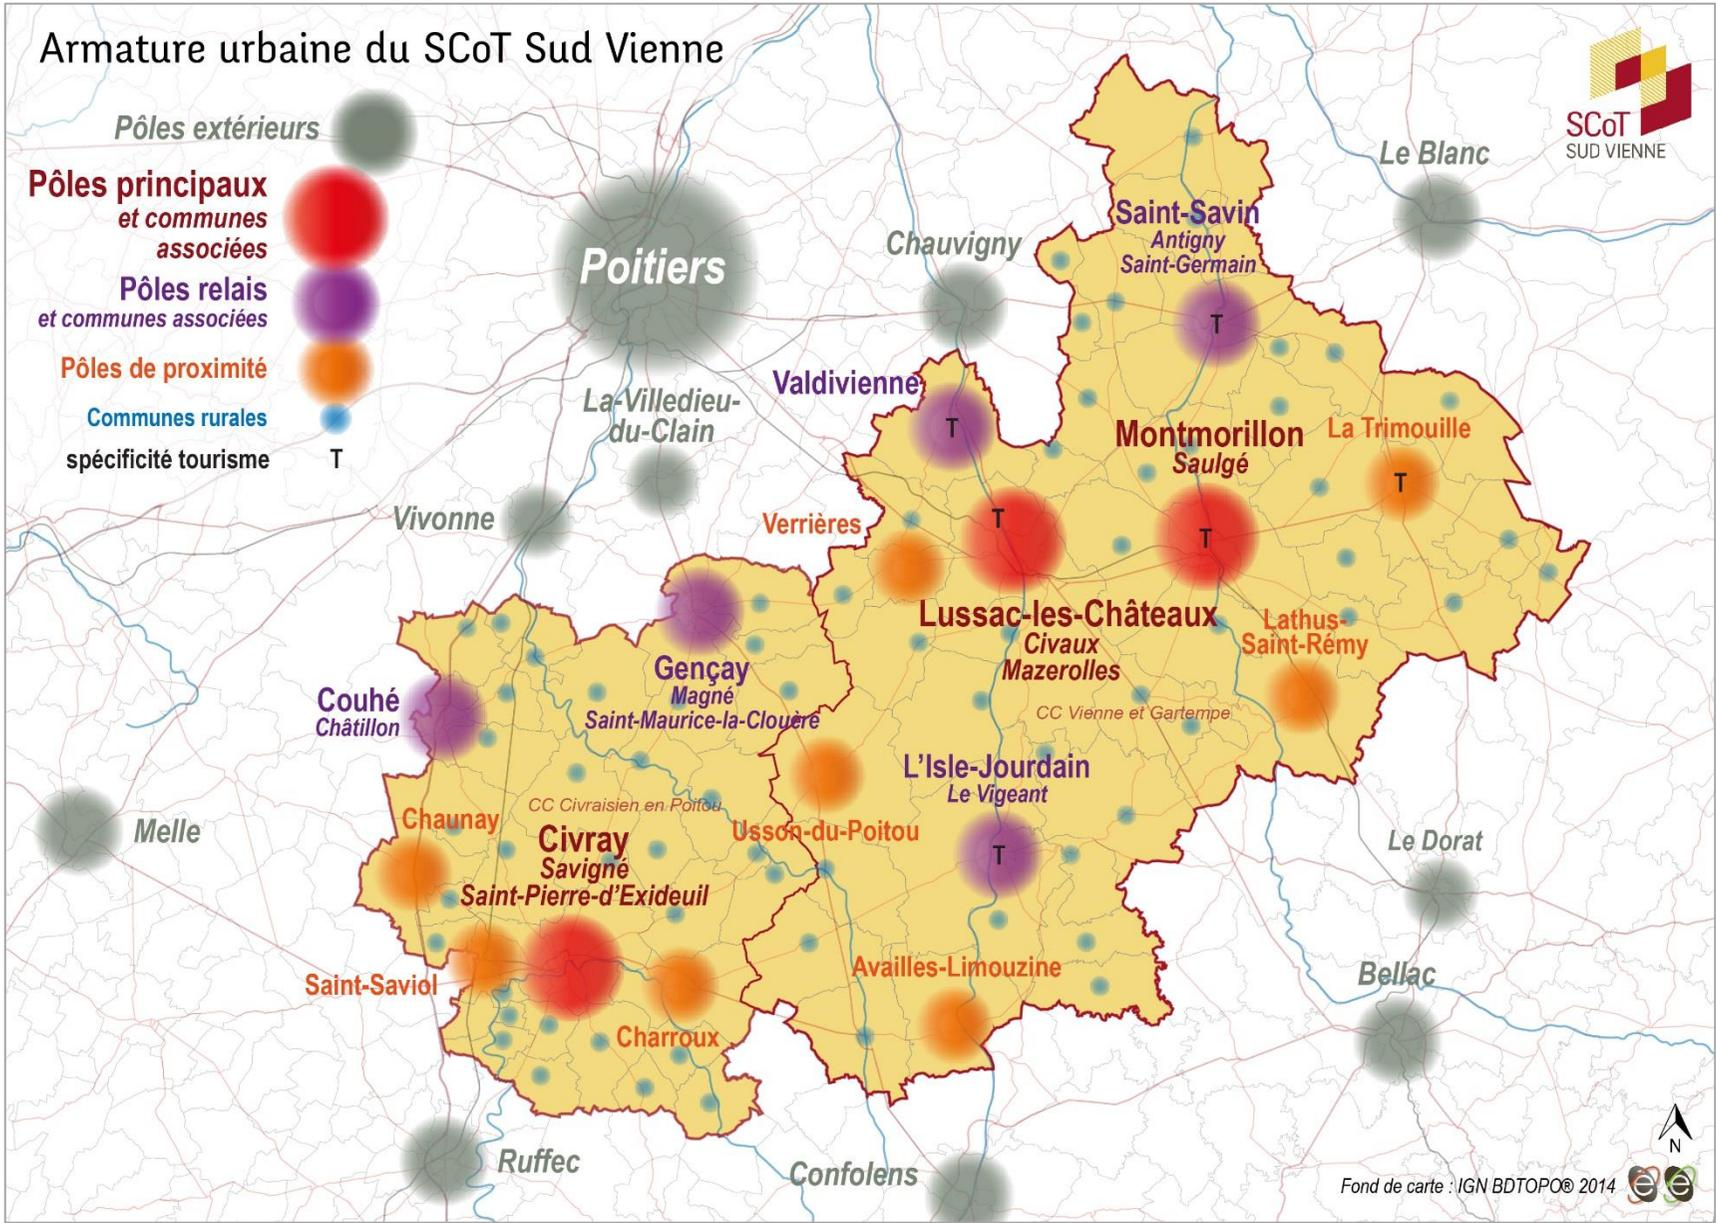 Armature urbaine du SCoT Sud Vienne
Pôles extérieurs
Pôles principaux
et communes
associées
Pôles relais
et communes associées
Pôles de proximité
Communes rurales
spécificité tourisme
T
SCoT
SUD VIENNE
Le Blanc
Poitiers
Chauvigny
Saint-Savin
Antigny
Saint-Germain
T
Valdivienne
T
La-Villedieu-
du-Clain
Vivonne
Montmorillon
Saulgé
T
La Trimouille
T
Verrières
T
Lussac-les-Châteaux
Civaux
Mazerolles
Lathus-
Saint-Rémy
CC Vienne et Gartempe
Gençay
Magné
Saint-Maurice-la-Clouère
Couhé
Châtillon
L'Isle-Jourdain
Le Vigeant
T
Melle
Chaunay
CC Civraisien en Poitou
Civray
Savigné
Saint-Pierre-d'Exideuil
Usson-du-Poitou
Le Dorat
Saint-Saviol
Charroux
Availles-Limouzine
Bellac
Ruffec
Confolens
N
Fond de carte : IGN BDTOPO® 2014
é é